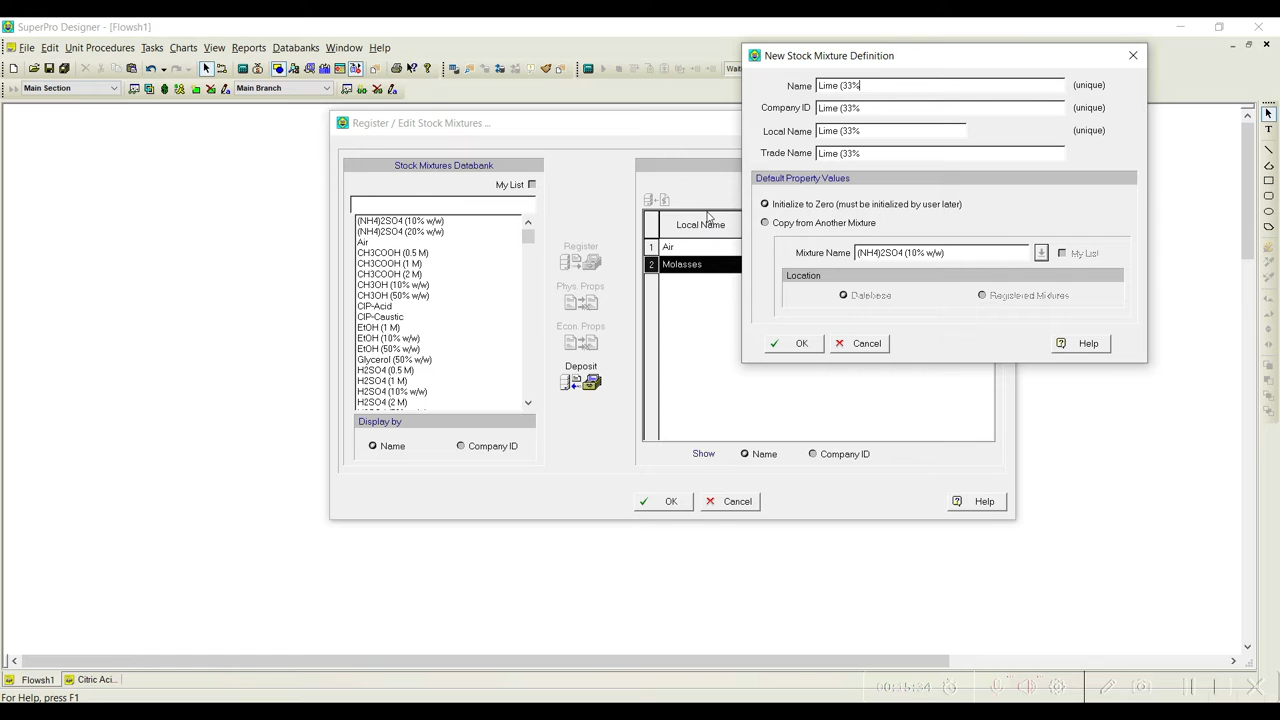 SuperPro Designer - [Flowsh1]
File Edit Unit Procedures Tasks Charts View Reports Databanks Window Help
Main Section Main Branch
Register / Edit Stock Mixtures ...
Stock Mixtures Databank
My List
(NH4)2SO4 (10% w/w)
(NH4)2SO4 (20% w/w)
Air
CH3COOH (0.5 M)
CH3COOH (1 M)
CH3COOH (2 M)
CH3OH (10% w/w)
CH3OH (50% w/w)
CIP-Acid
CIP-Caustic
EtOH (1 M)
EtOH (10% w/w)
EtOH (50% w/w)
Glycerol (50% w/w)
H2SO4 (0.5 M)
H2SO4 (1 M)
H2SO4 (10% w/w)
H2SO4 (2 M)
Display by
Name Company ID
Register
Phys. Props
Econ. Props
Deposit
Local Name
1 Air
2 Molasses
Show Name Company ID
OK Cancel Help
New Stock Mixture Definition
Name Lime (33% (unique)
Company ID Lime (33% (unique)
Local Name Lime (33% (unique)
Trade Name Lime (33%
Default Property Values
Initialize to Zero (must be initialized by user later)
Copy from Another Mixture
Mixture Name (NH4)2SO4 (10% w/w) My List
Location
Database Registered Mixtures
OK Cancel Help
Flowsh1 Citric Aci...
For Help, press F1
00:15:34